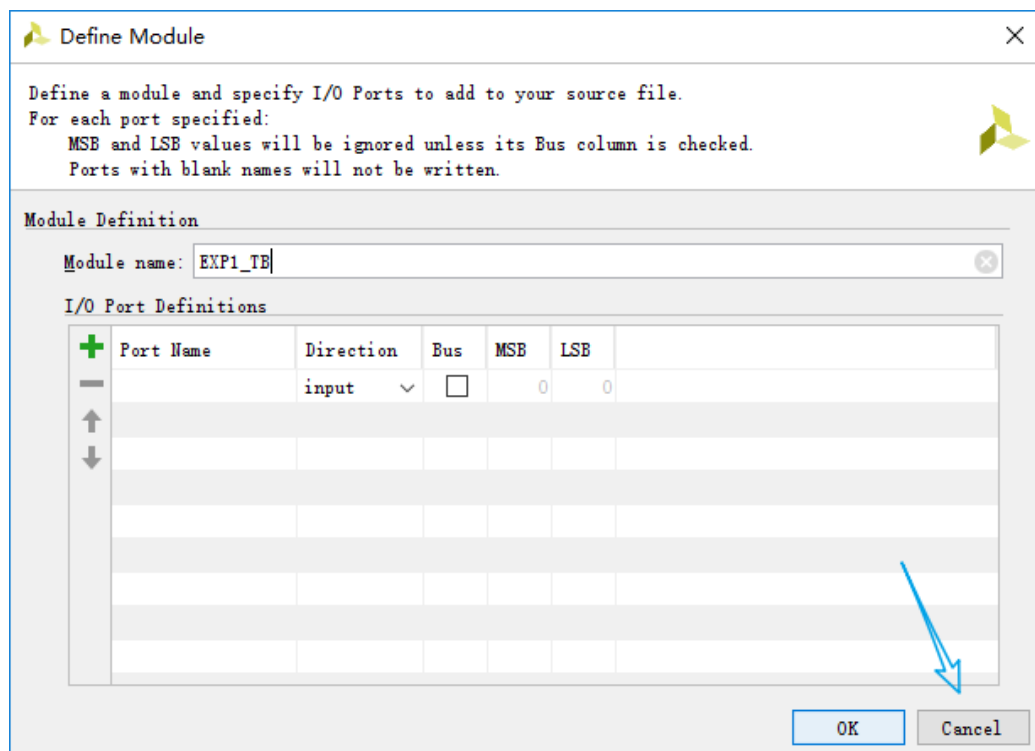 Define Module
Define a module and specify I/O Ports to add to your source file.
For each port specified:
MSB and LSB values will be ignored unless its Bus column is checked.
Ports with blank names will not be written.
Module Definition
Module name: EXP1_TB
I/O Port Definitions
Port Name Direction Bus MSB LSB
input 0 0
OK Cancel